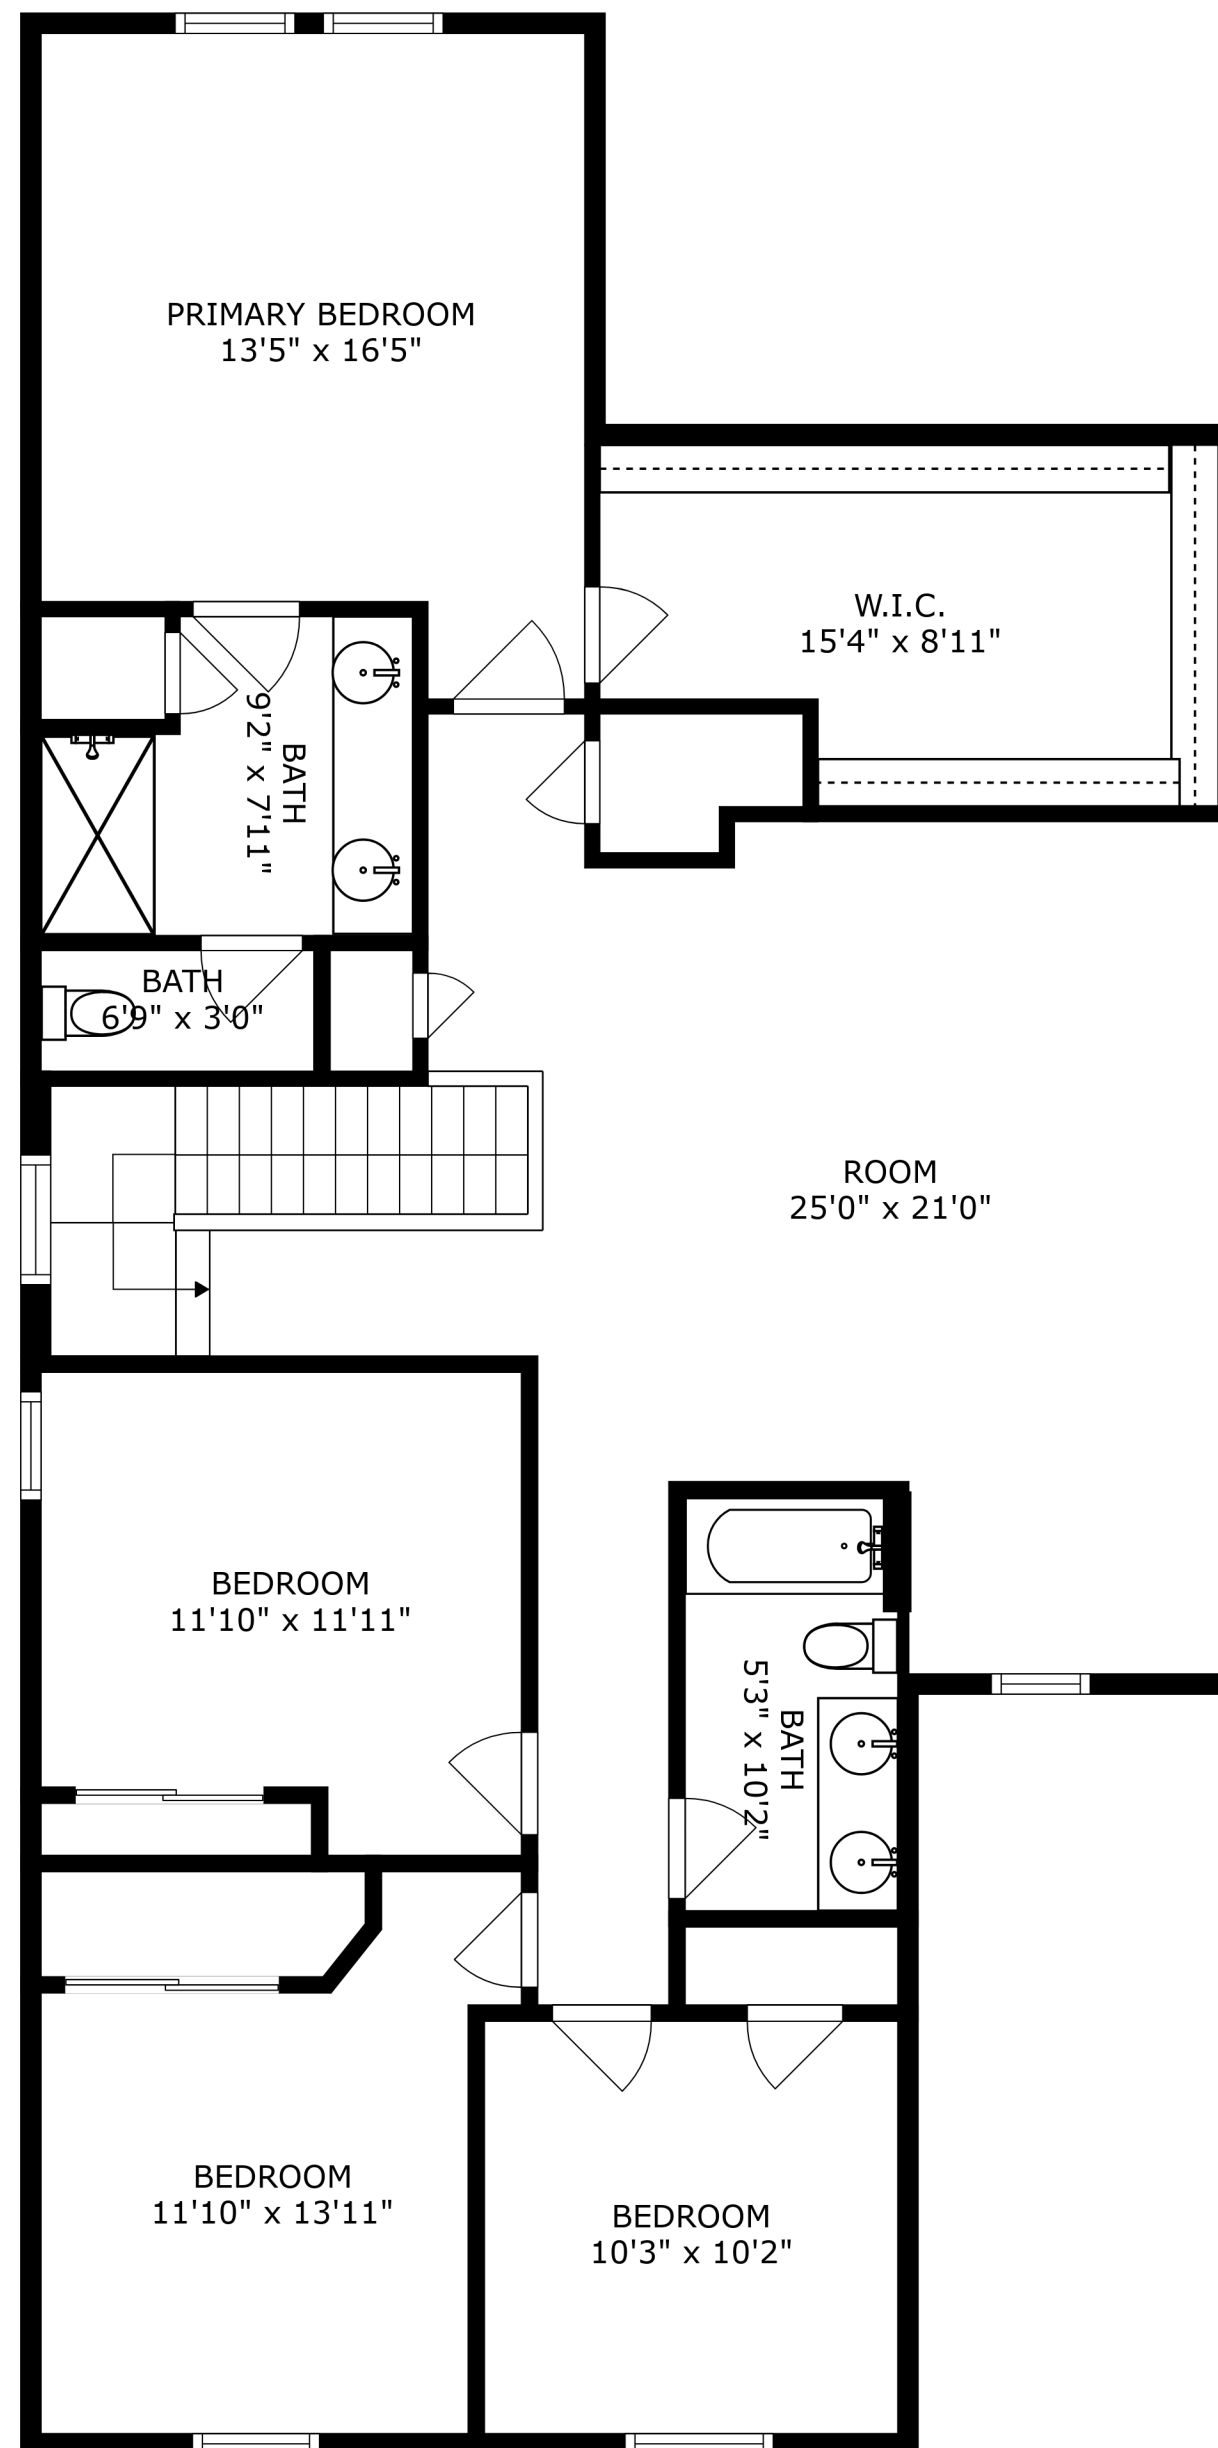 PRIMARY BEDROOM
13'5" x 16'5"
W.I.C.
15'4" x 8'11"
BATH
9'2" x 7'11"
BATH
6'9" x 3'0"
ROOM
25'0" x 21'0"
BEDROOM
11'10" x 11'11"
BATH
5'3" x 10'2"
BEDROOM
11'10" x 13'11"
BEDROOM
10'3" x 10'2"